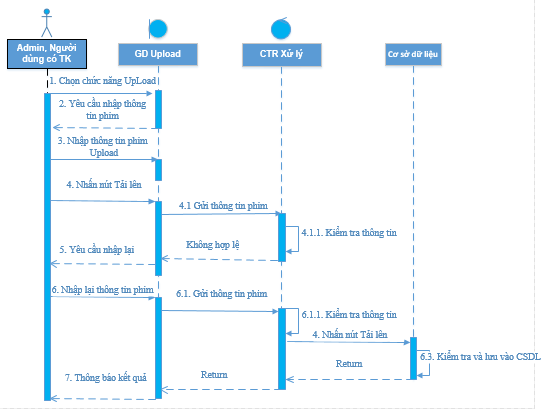 Admin, Người
dùng có TK
GD Upload
CTR Xử lý
Cơ sở dữ liệu
1. Chọn chức năng UpLoad
2. Yêu cầu nhập thông
tin phim
3. Nhập thông tin phim
Upload
4. Nhấn nút Tải lên
4.1 Gửi thông tin phim
4.1.1. Kiểm tra thông tin
Không hợp lệ
5. Yêu cầu nhập lại
6. Nhập lại thông tin phim
6.1. Gửi thông tin phim
6.1.1. Kiểm tra thông tin
4. Nhấn nút Tải lên
6.3. Kiểm tra và lưu vào CSDL
Return
Return
7. Thông báo kết quả